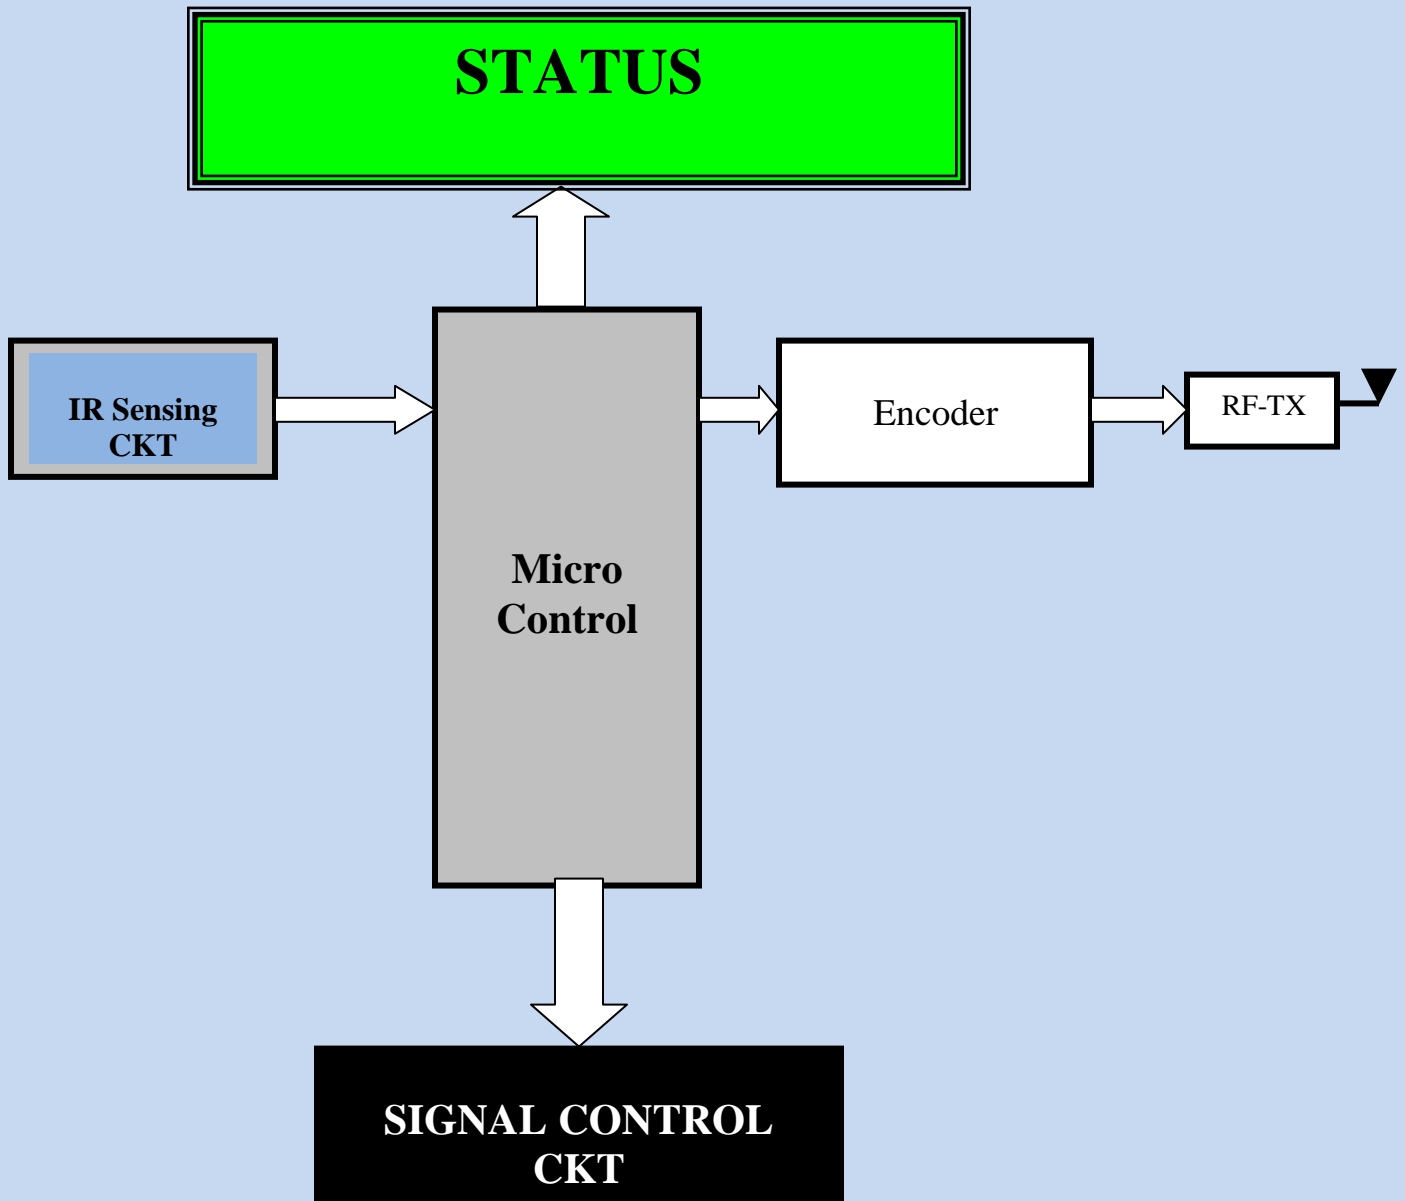 STATUS
IR Sensing
CKT
Encoder
RF-TX
Micro
Control
SIGNAL CONTROL
CKT